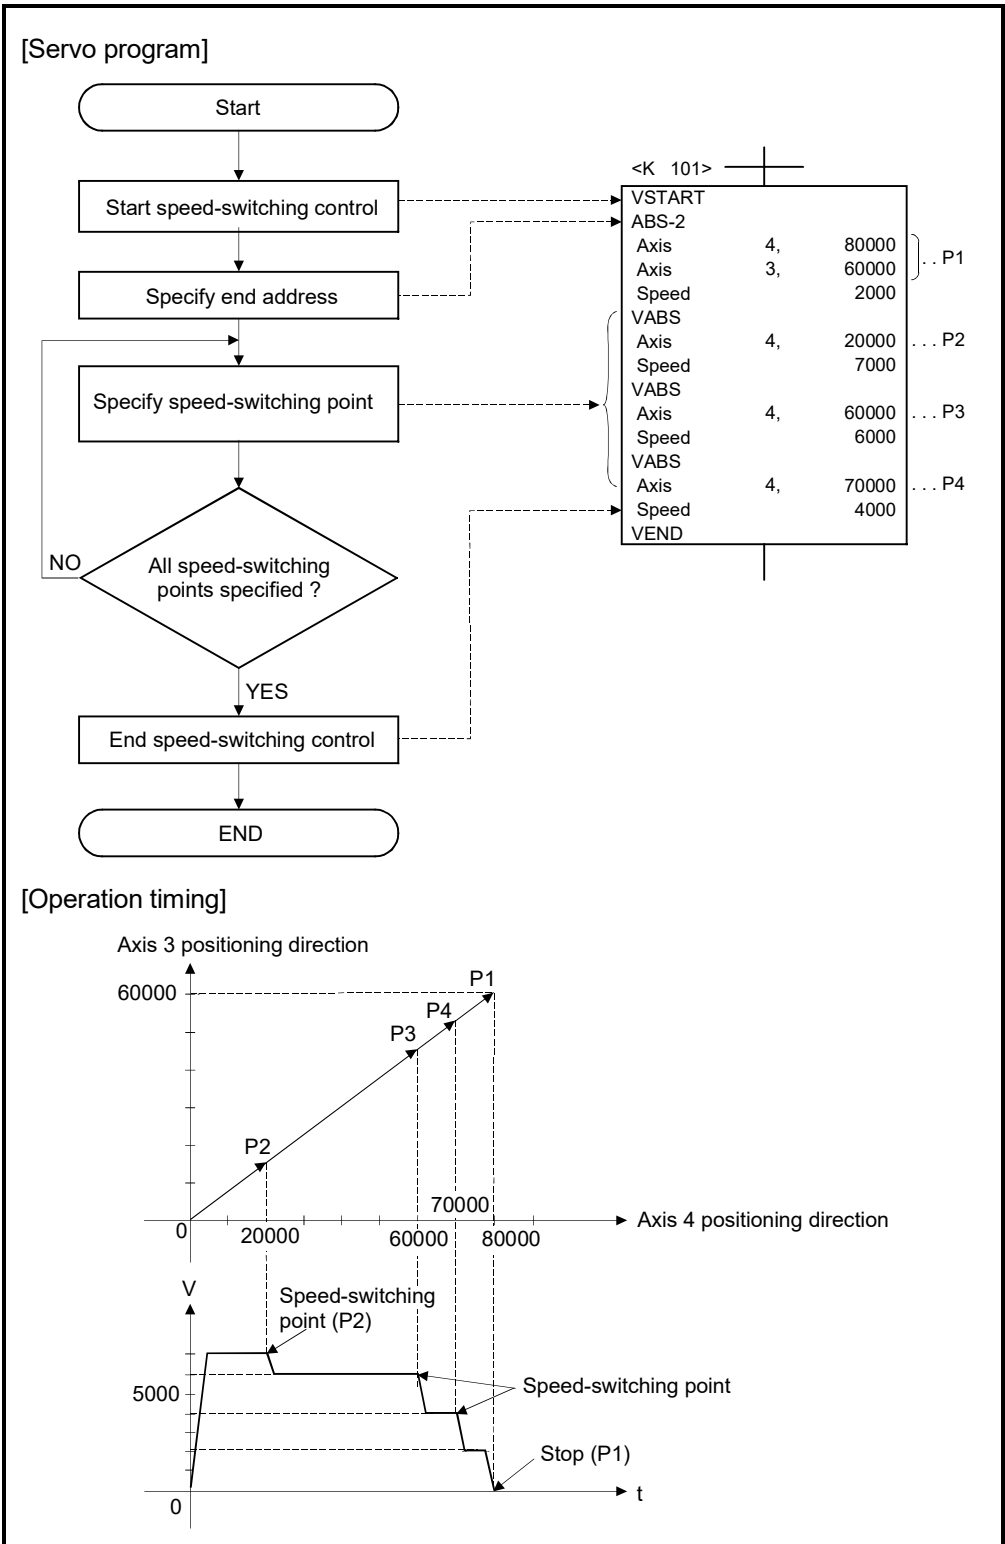 [Servo program]
Start
Start speed-switching control
Specify end address
Specify speed-switching point
NO
All speed-switching
points specified ?
YES
End speed-switching control
END
<K 101>
VSTART
ABS-2
Axis 4, 80000
Axis 3, 60000
. . P1
Speed 2000
VABS
Axis 4, 20000 . . . P2
Speed 7000
VABS
Axis 4, 60000 . . . P3
Speed 6000
VABS
Axis 4, 70000 . . . P4
Speed 4000
VEND
[Operation timing]
Axis 3 positioning direction
60000
P1
P4
P3
P2
70000
0
20000
60000
80000
Axis 4 positioning direction
V
Speed-switching
point (P2)
5000
Speed-switching point
Stop (P1)
0
t